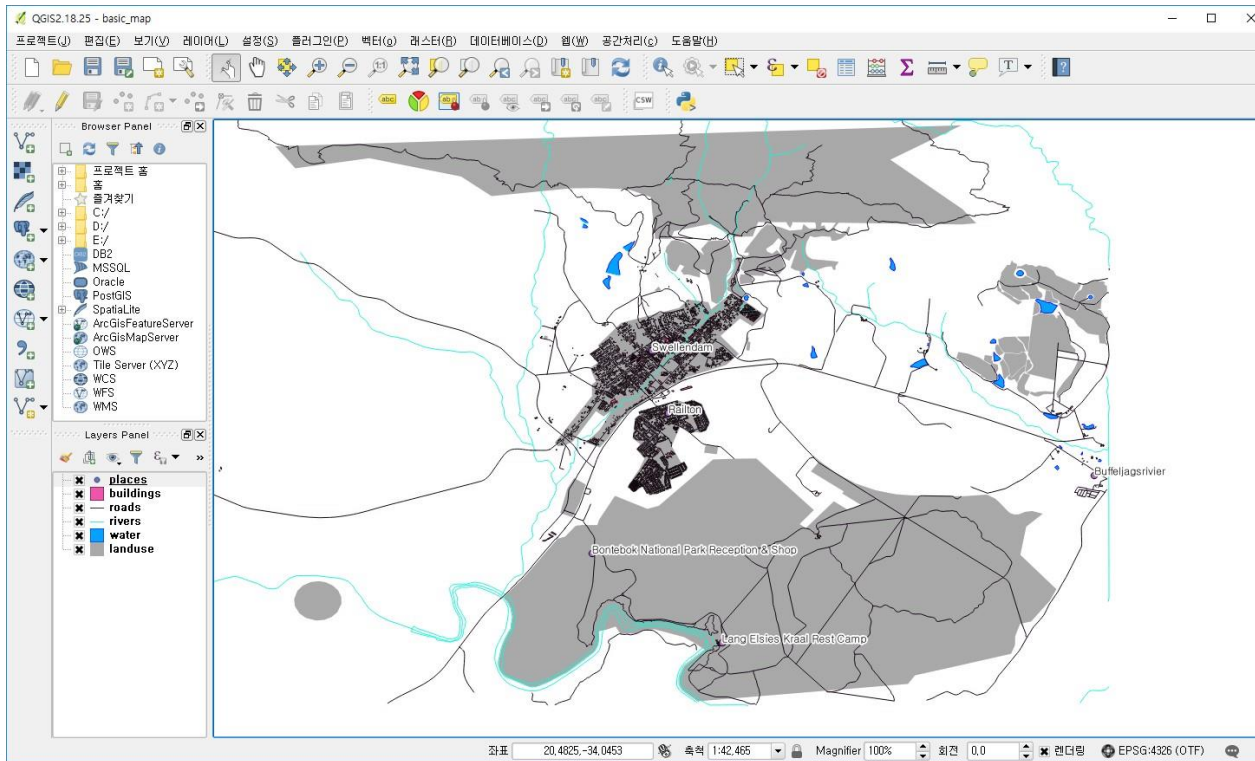 QGIS2.18.25 - basic_map
프로젝트(J) 편집(E) 보기(V) 레이어(L) 설정(S) 플러그인(P) 벡터(o) 래스터(R) 데이터베이스(D) 웹(W) 공간처리(c) 도움말(H)
1:1
Σ
T
?
abc
CSW
Browser Panel
프로젝트 홈
홈
즐겨찾기
C:/
D:/
E:/
DB2
MSSQL
Oracle
PostGIS
SpatiaLite
ArcGisFeatureServer
ArcGisMapServer
OWS
Tile Server (XYZ)
WCS
WFS
WMS
Layers Panel
»
places
buildings
roads
rivers
water
landuse
Swellendam
Railton
Buffeljagsrivier
Bontebok National Park Reception & Shop
Lang Elsies Kraal Rest Camp
좌표 20,4825,-34,0453 축척 1:42,465 Magnifier 100% 회전 0,0 렌더링 EPSG:4326 (OTF)